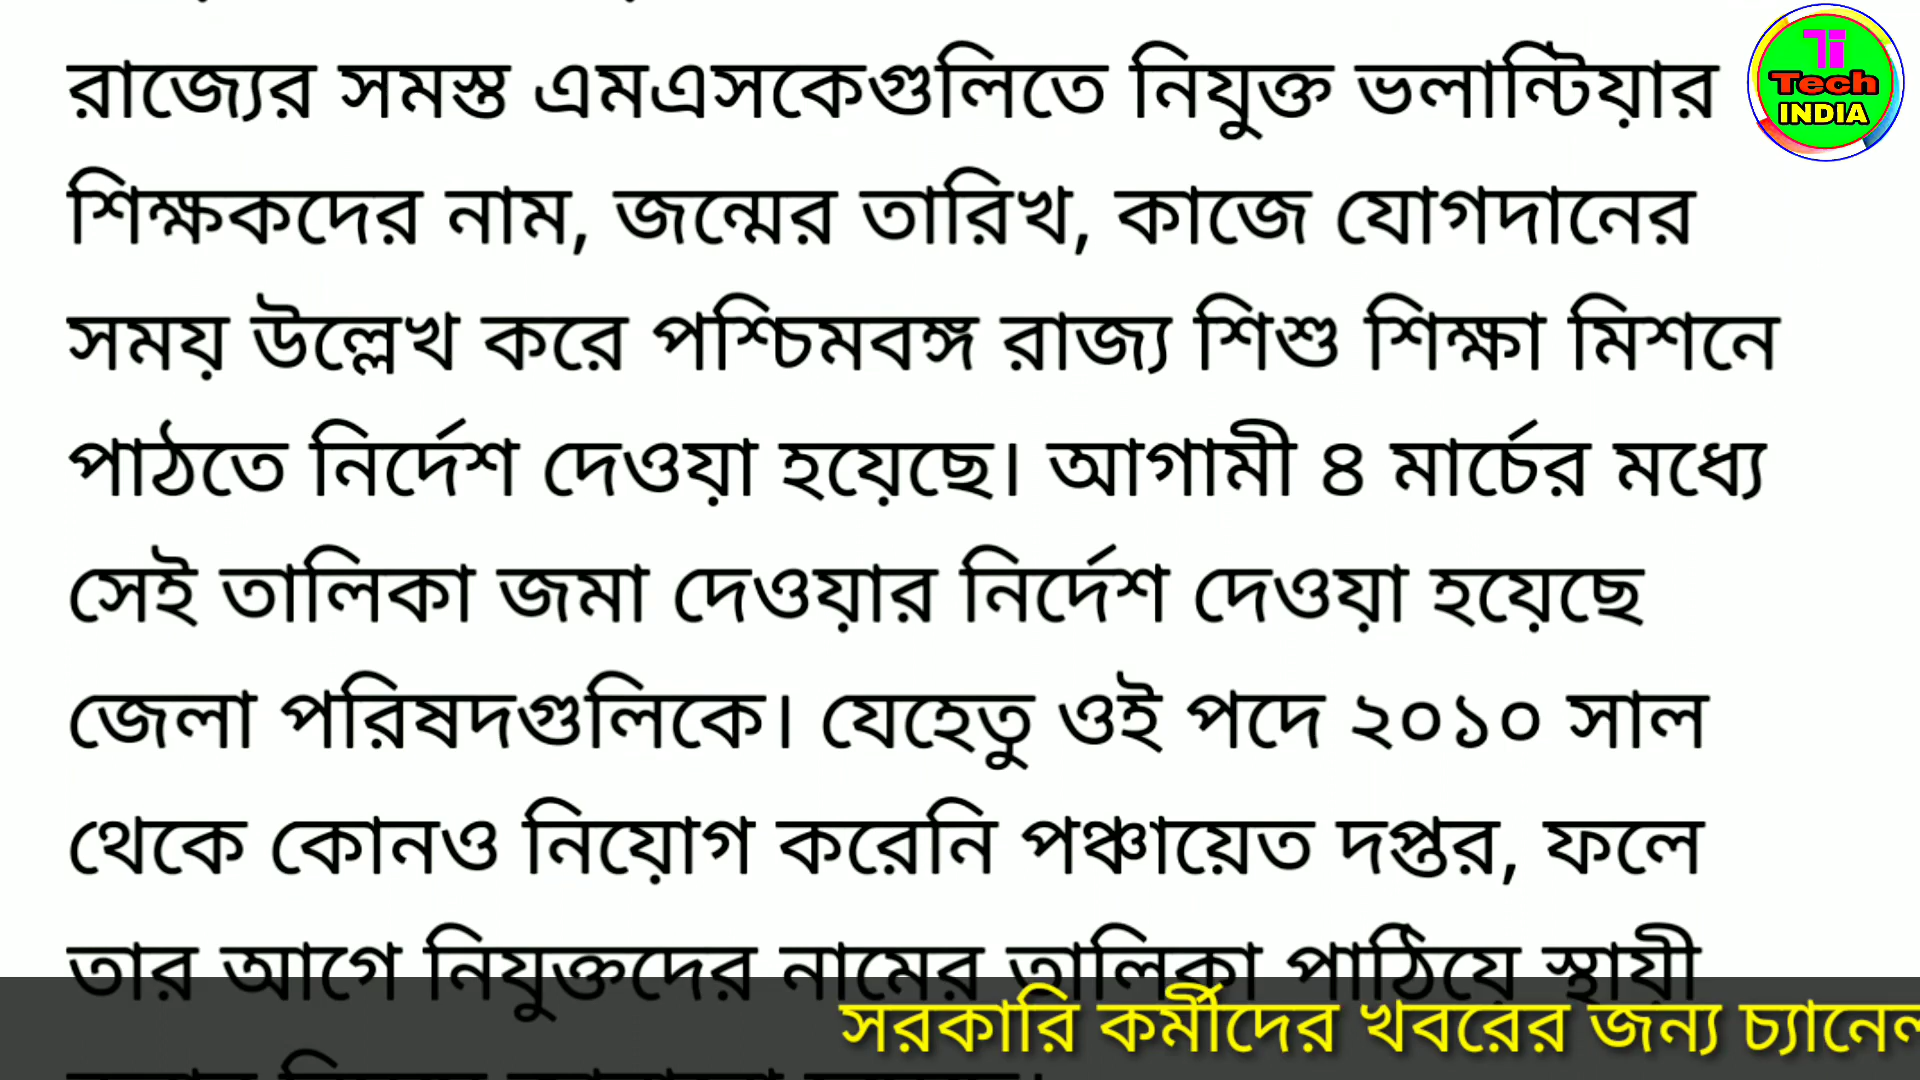 রাজ্যের সমস্ত এমএসকেগুলিতে নিযুক্ত ভলান্টিয়ার
শিক্ষকদের নাম, জন্মের তারিখ, কাজে যোগদানের
সময় উল্লেখ করে পশ্চিমবঙ্গ রাজ্য শিশু শিক্ষা মিশনে
পাঠতে নির্দেশ দেওয়া হয়েছে। আগামী ৪ মার্চের মধ্যে
সেই তালিকা জমা দেওয়ার নির্দেশ দেওয়া হয়েছে
জেলা পরিষদগুলিকে। যেহেতু ওই পদে ২০১০ সাল
থেকে কোনও নিয়োগ করেনি পঞ্চায়েত দপ্তর, ফলে
তার আগে নিযুক্তদের নামের তালিকা পাঠিয়ে স্থায়ী
সরকারি কর্মীদের খবরের জন্য চ্যানেল
Ti
Tech
INDIA